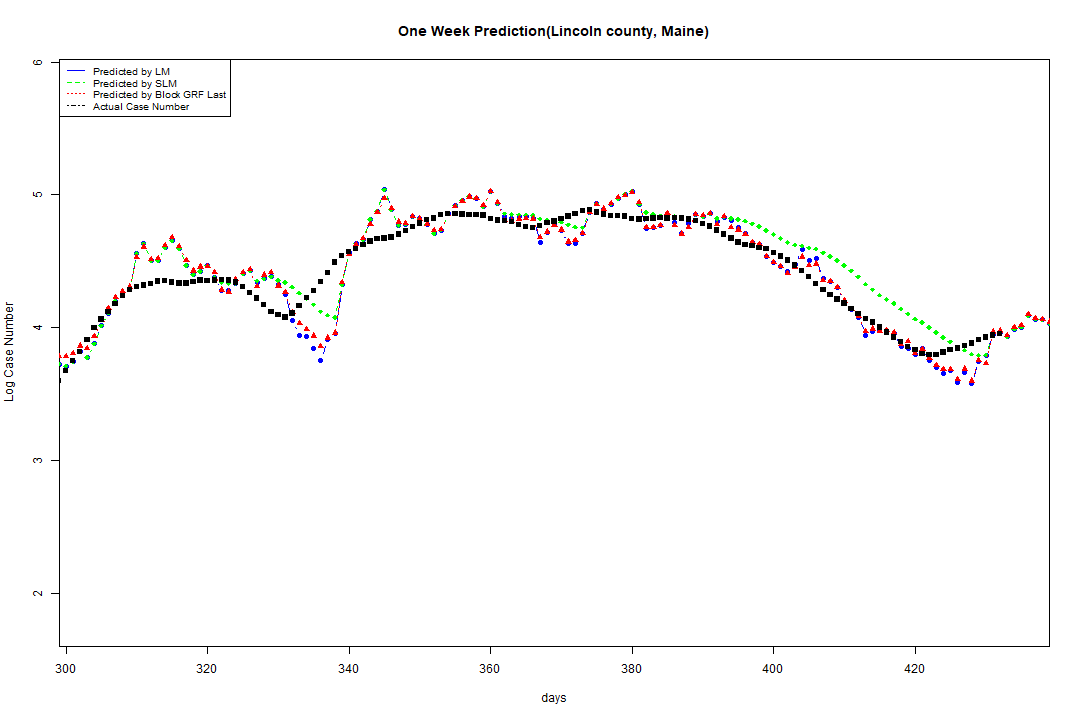 One Week Prediction(Lincoln county, Maine)
Predicted by LM
Predicted by SLM
Predicted by Block GRF Last
Actual Case Number
6
5
4
3
2
Log Case Number
300 320 340 360 380 400 420
days